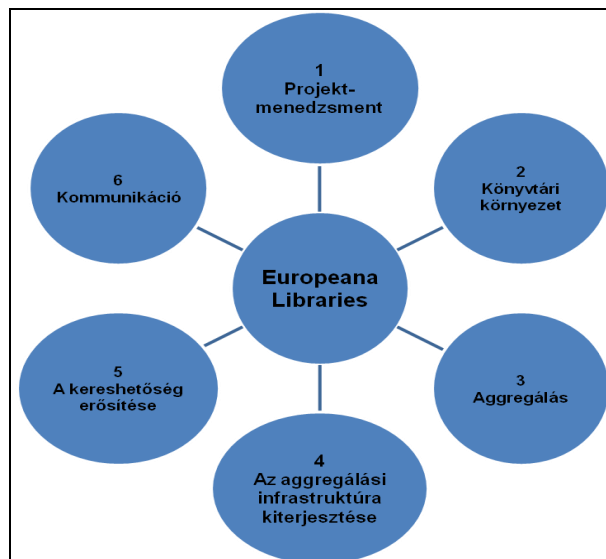 1
Projekt-
menedzsment
2
Könyvtári
környezet
3
Aggregálás
4
Az aggregálási
infrastruktúra
kiterjesztése
5
A kereshetőség
erősítése
6
Kommunikáció
Europeana
Libraries